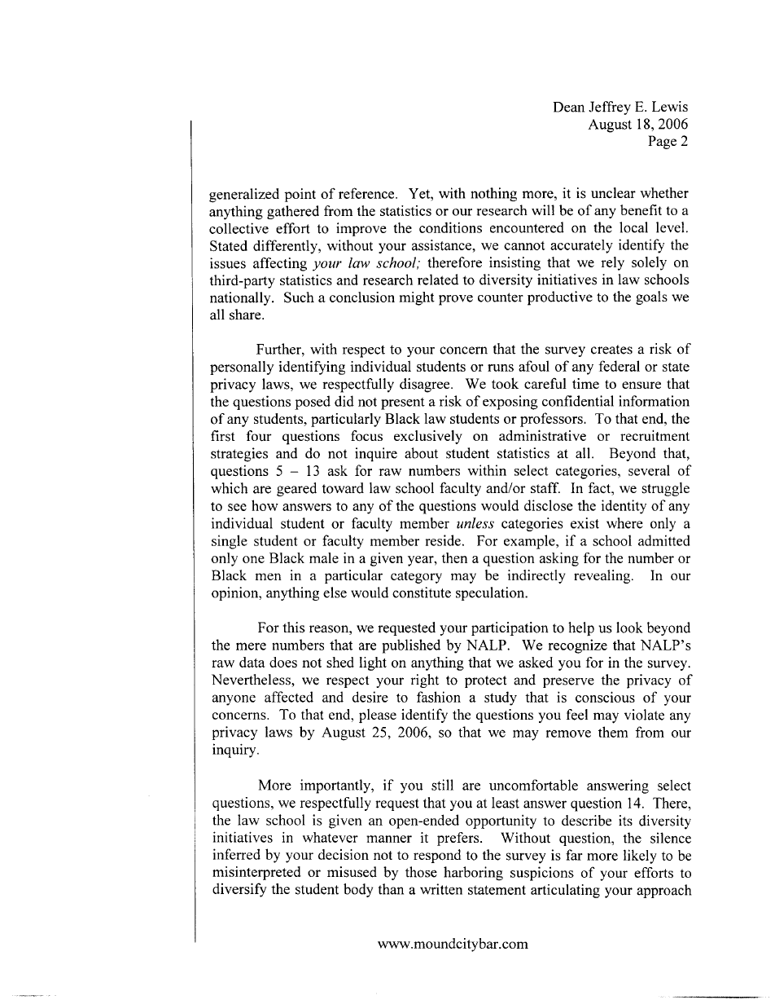 Dean Jeffrey E. Lewis
August 18, 2006
Page 2
generalized point of reference. Yet, with nothing more, it is unclear whether
anything gathered from the statistics or our research will be of any benefit to a
collective effort to improve the conditions encountered on the local level.
Stated differently, without your assistance, we cannot accurately identify the
issues affecting your law school; therefore insisting that we rely solely on
third-party statistics and research related to diversity initiatives in law schools
nationally. Such a conclusion might prove counter productive to the goals we
all share.
Further, with respect to your concern that the survey creates a risk of
personally identifying individual students or runs afoul of any federal or state
privacy laws, we respectfully disagree. We took careful time to ensure that
the questions posed did not present a risk of exposing confidential information
of any students, particularly Black law students or professors. To that end, the
first four questions focus exclusively on administrative or recruitment
strategies and do not inquire about student statistics at all. Beyond that,
questions 5 – 13 ask for raw numbers within select categories, several of
which are geared toward law school faculty and/or staff. In fact, we struggle
to see how answers to any of the questions would disclose the identity of any
individual student or faculty member unless categories exist where only a
single student or faculty member reside. For example, if a school admitted
only one Black male in a given year, then a question asking for the number or
Black men in a particular category may be indirectly revealing. In our
opinion, anything else would constitute speculation.
For this reason, we requested your participation to help us look beyond
the mere numbers that are published by NALP. We recognize that NALP's
raw data does not shed light on anything that we asked you for in the survey.
Nevertheless, we respect your right to protect and preserve the privacy of
anyone affected and desire to fashion a study that is conscious of your
concerns. To that end, please identify the questions you feel may violate any
privacy laws by August 25, 2006, so that we may remove them from our
inquiry.
More importantly, if you still are uncomfortable answering select
questions, we respectfully request that you at least answer question 14. There,
the law school is given an open-ended opportunity to describe its diversity
initiatives in whatever manner it prefers. Without question, the silence
inferred by your decision not to respond to the survey is far more likely to be
misinterpreted or misused by those harboring suspicions of your efforts to
diversify the student body than a written statement articulating your approach
www.moundcitybar.com